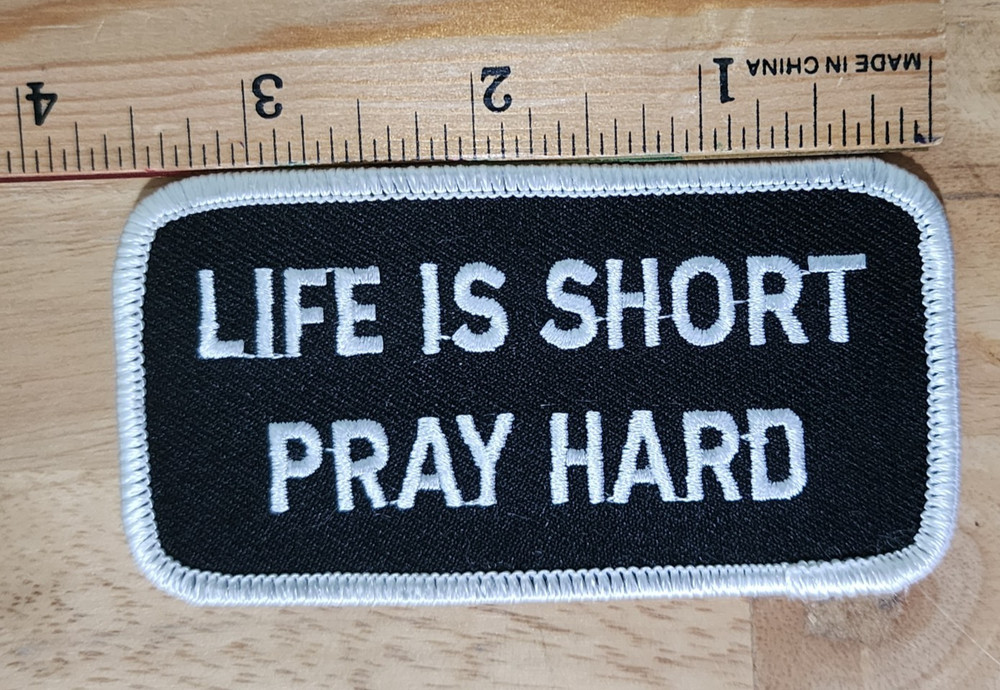 4 3 2 1 MADE IN CHINA
LIFE IS SHORT
PRAY HARD